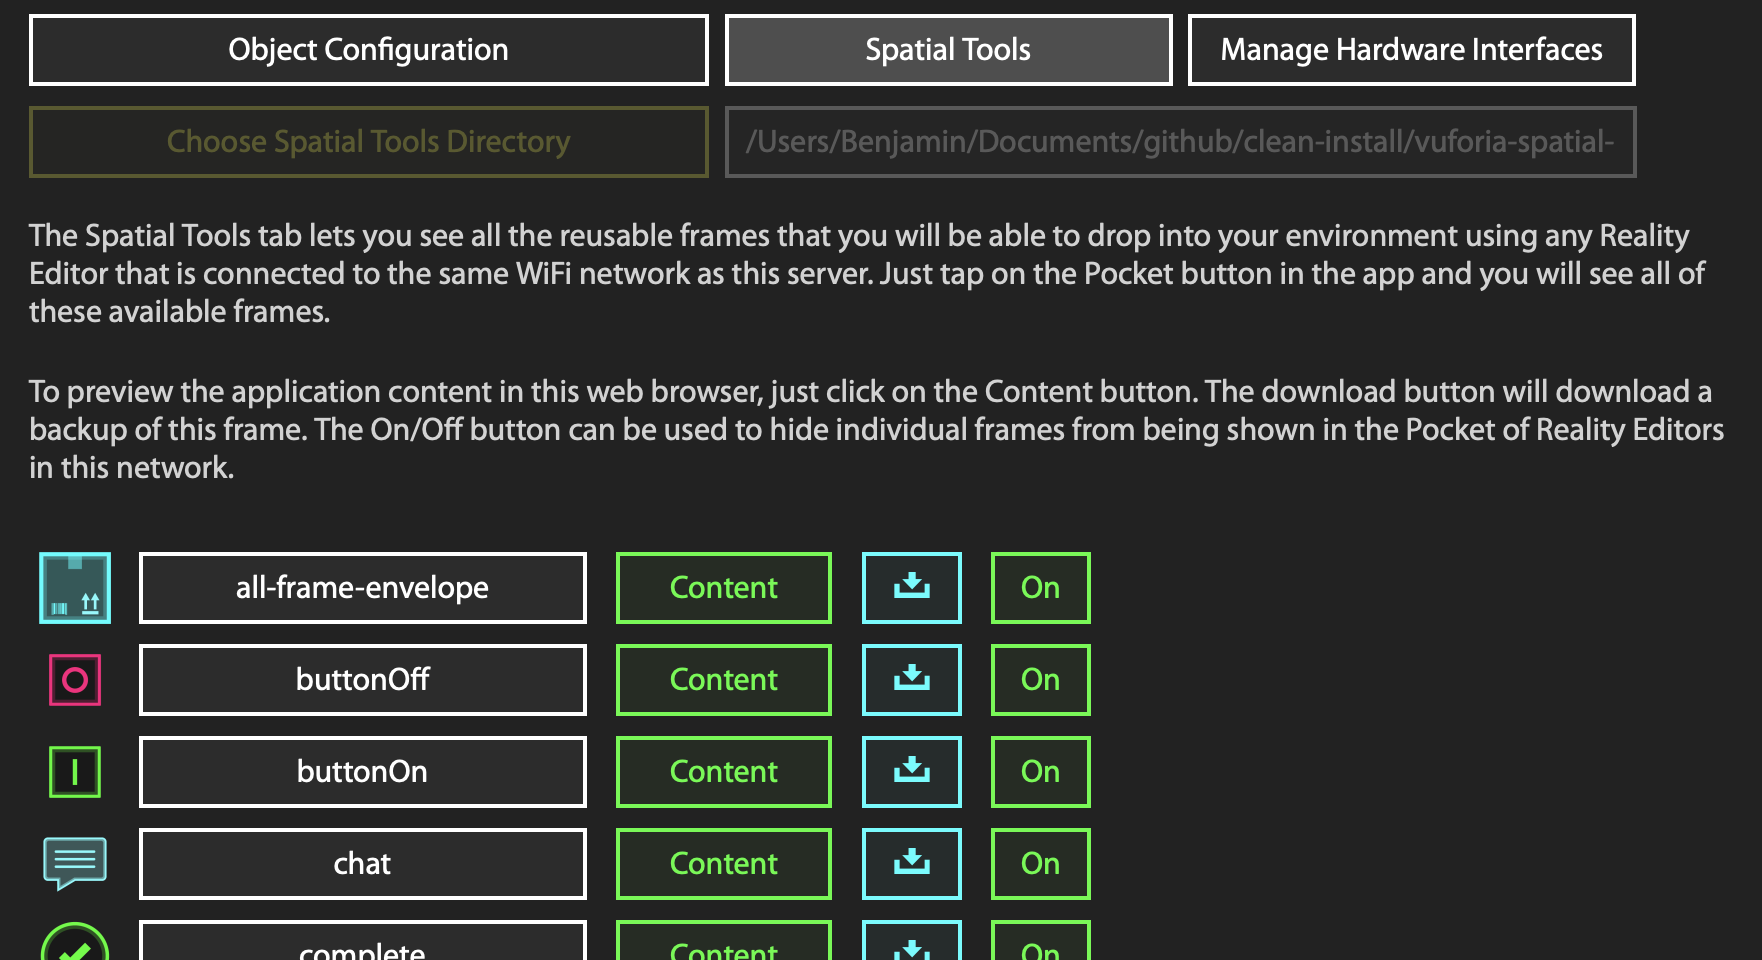 Object Configuration Spatial Tools Manage Hardware Interfaces
Choose Spatial Tools Directory /Users/Benjamin/Documents/github/clean-install/vuforia-spatial-
The Spatial Tools tab lets you see all the reusable frames that you will be able to drop into your environment using any Reality
Editor that is connected to the same WiFi network as this server. Just tap on the Pocket button in the app and you will see all of
these available frames.
To preview the application content in this web browser, just click on the Content button. The download button will download a
backup of this frame. The On/Off button can be used to hide individual frames from being shown in the Pocket of Reality Editors
in this network.
all-frame-envelope Content On
buttonOff Content On
buttonOn Content On
chat Content On
complete Content On